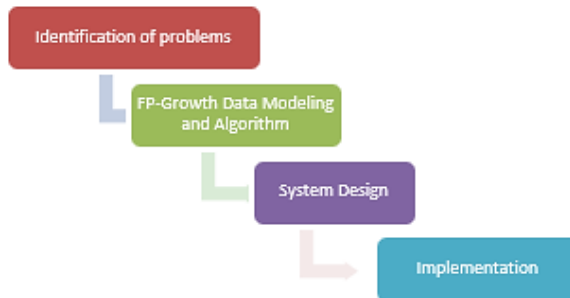 Identification of problems
FP-Growth Data Modeling
and Algorithm
System Design
Implementation